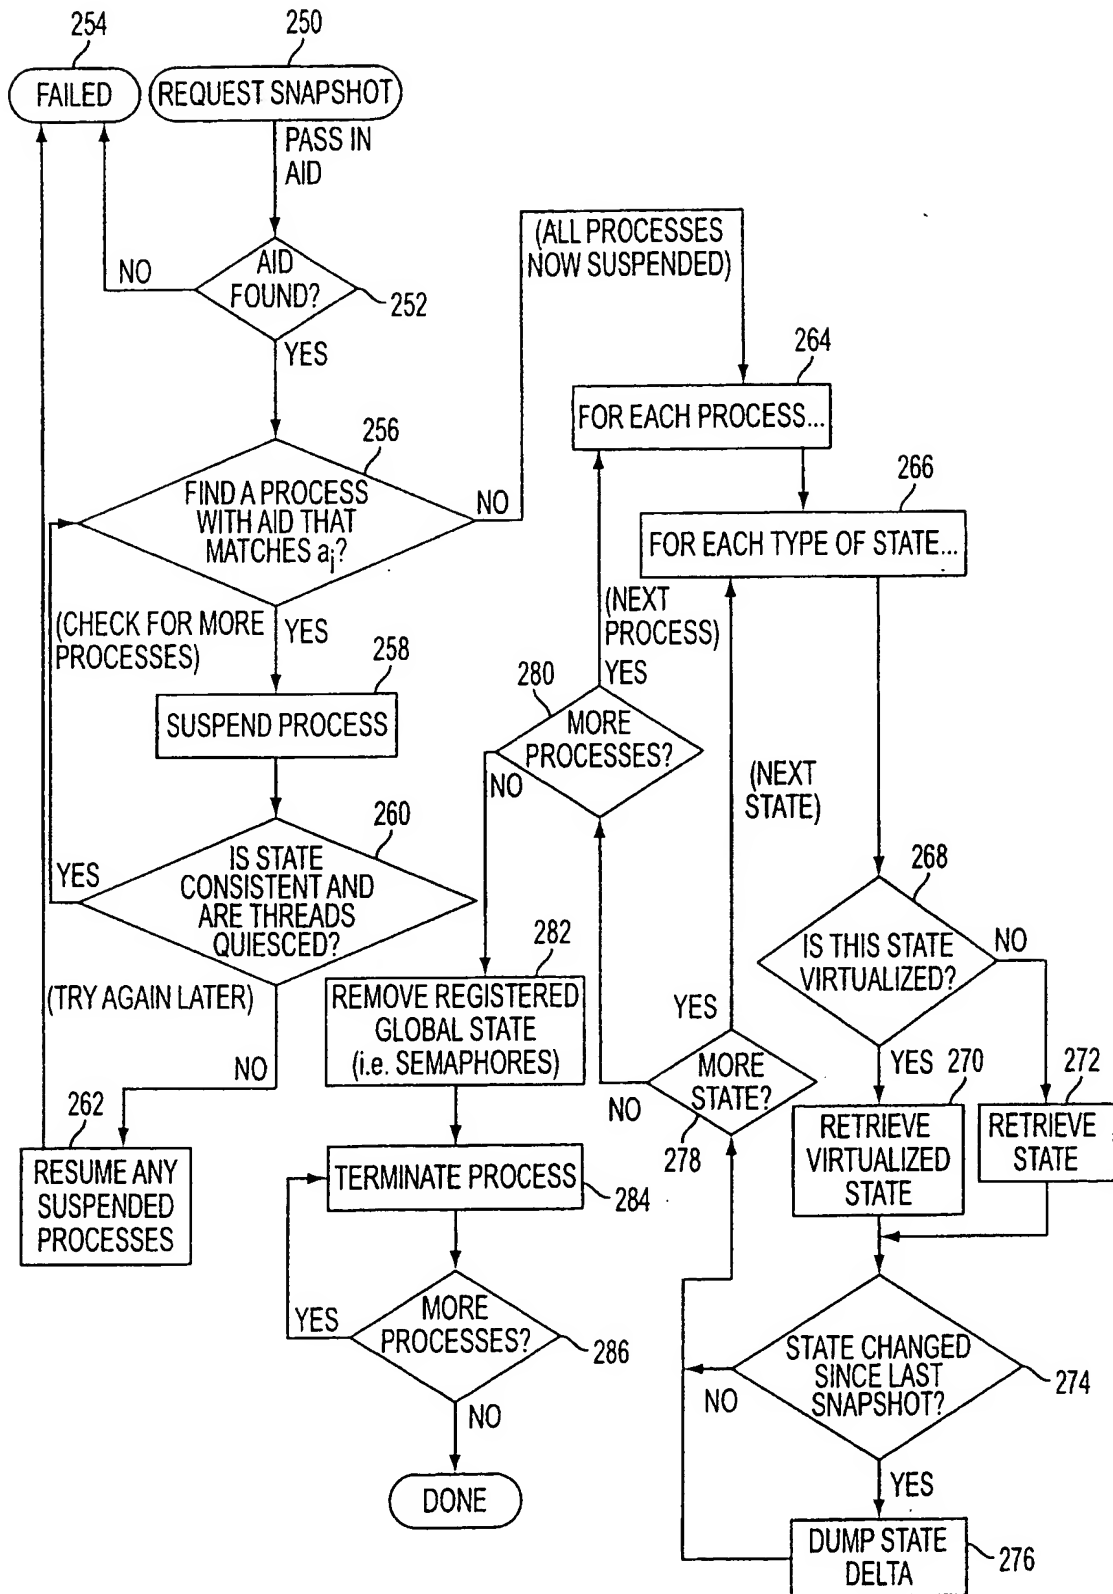 254
FAILED
250
REQUEST SNAPSHOT
PASS IN
AID
NO
AID
FOUND?
252
YES
(ALL PROCESSES
NOW SUSPENDED)
256
FIND A PROCESS
WITH AID THAT
MATCHES aj?
NO
264
FOR EACH PROCESS...
266
FOR EACH TYPE OF STATE...
(CHECK FOR MORE
PROCESSES)
YES
258
SUSPEND PROCESS
(NEXT
PROCESS)
YES
280
MORE
PROCESSES?
NO
(NEXT
STATE)
260
IS STATE
CONSISTENT AND
ARE THREADS
QUIESCED?
YES
(TRY AGAIN LATER)
NO
262
RESUME ANY
SUSPENDED
PROCESSES
268
IS THIS STATE
VIRTUALIZED?
NO
YES
270
RETRIEVE
VIRTUALIZED
STATE
272
RETRIEVE
STATE
282
REMOVE REGISTERED
GLOBAL STATE
(i.e. SEMAPHORES)
YES
MORE
STATE?
NO
278
TERMINATE PROCESS
284
YES
MORE
PROCESSES?
286
NO
DONE
STATE CHANGED
SINCE LAST
SNAPSHOT?
274
NO
YES
DUMP STATE
DELTA
276